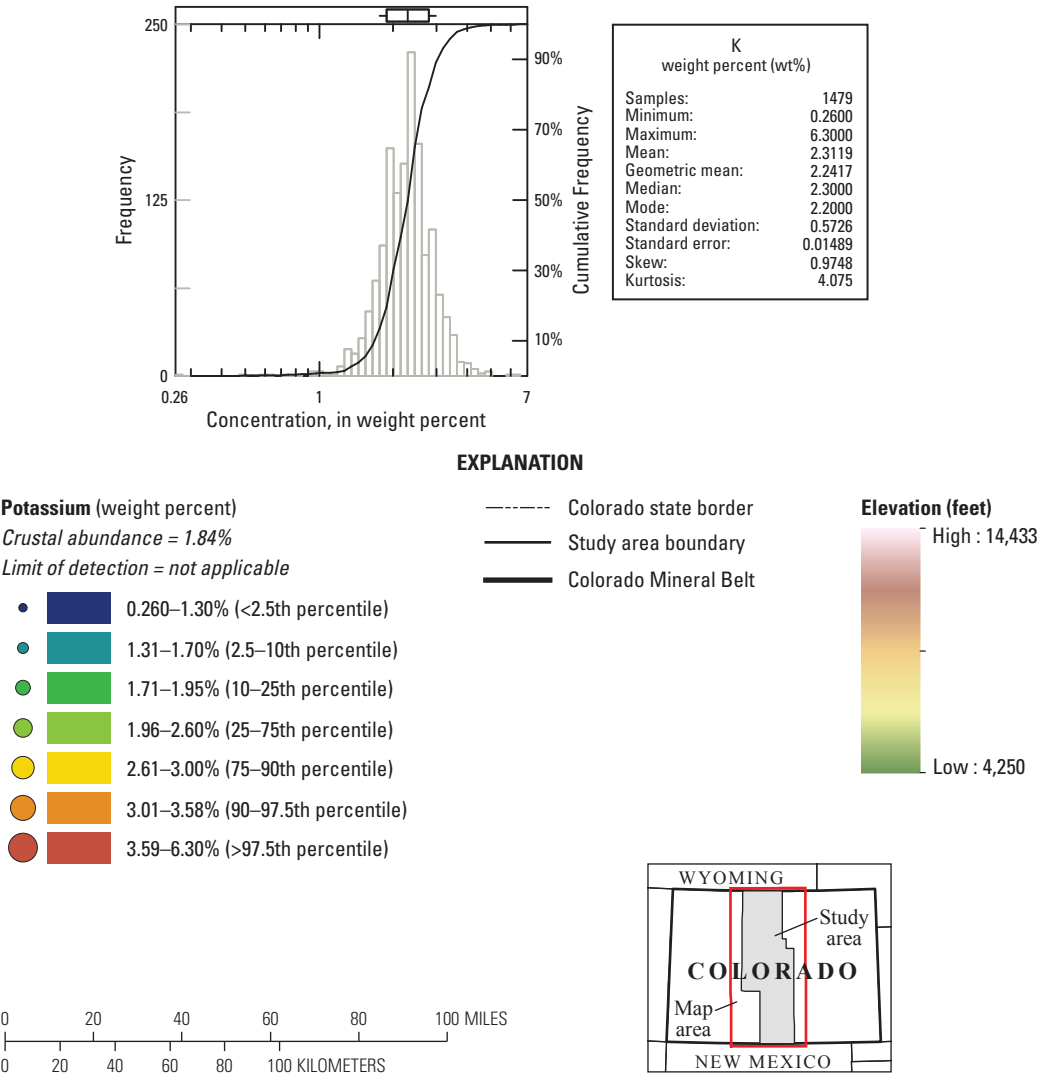 250
125
0
Frequency
90%
70%
50%
30%
10%
Cumulative Frequency
0.26
1
7
Concentration, in weight percent
K
weight percent (wt%)
Samples: 1479
Minimum: 0.2600
Maximum: 6.3000
Mean: 2.3119
Geometric mean: 2.2417
Median: 2.3000
Mode: 2.2000
Standard deviation: 0.5726
Standard error: 0.01489
Skew: 0.9748
Kurtosis: 4.075
EXPLANATION
Potassium (weight percent)
Crustal abundance = 1.84%
Limit of detection = not applicable
0.260–1.30% (<2.5th percentile)
1.31–1.70% (2.5–10th percentile)
1.71–1.95% (10–25th percentile)
1.96–2.60% (25–75th percentile)
2.61–3.00% (75–90th percentile)
3.01–3.58% (90–97.5th percentile)
3.59–6.30% (>97.5th percentile)
Colorado state border
Study area boundary
Colorado Mineral Belt
Elevation (feet)
High : 14,433
Low : 4,250
0 20 40 60 80 100 MILES
0 20 40 60 80 100 KILOMETERS
WYOMING
Study
area
COLORADO
Map
area
NEW MEXICO